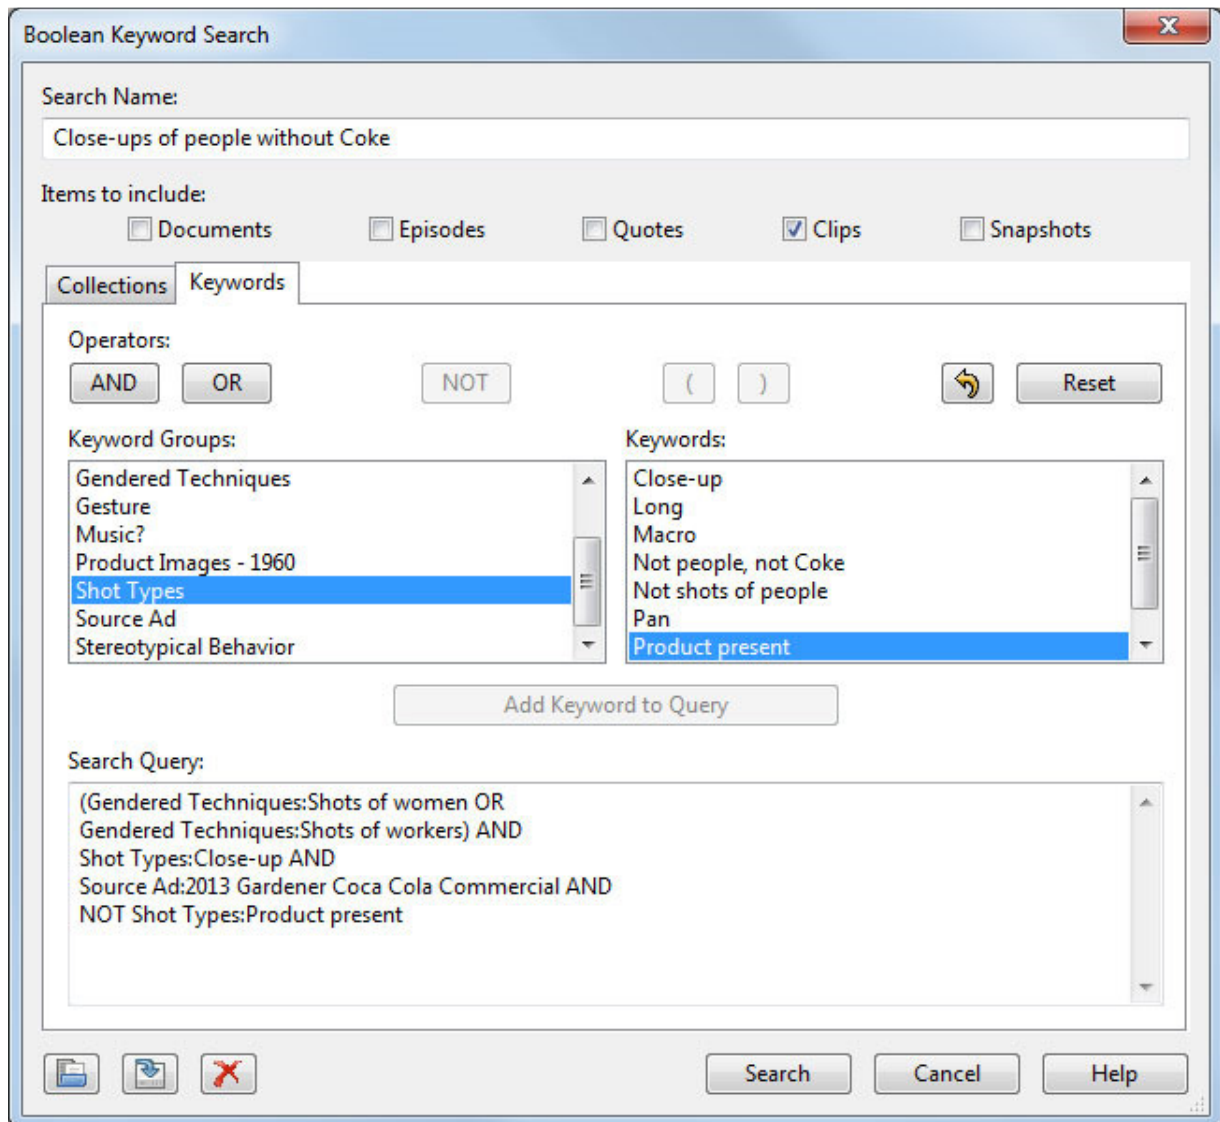 Boolean Keyword Search
Search Name:
Close-ups of people without Coke
Items to include:
Documents Episodes Quotes Clips Snapshots
Collections Keywords
Operators:
AND OR NOT ( ) Reset
Keyword Groups: Keywords:
Gendered Techniques Close-up
Gesture Long
Music? Macro
Product Images - 1960 Not people, not Coke
Shot Types Not shots of people
Source Ad Pan
Stereotypical Behavior Product present
Add Keyword to Query
Search Query:
(Gendered Techniques:Shots of women OR
Gendered Techniques:Shots of workers) AND
Shot Types:Close-up AND
Source Ad:2013 Gardener Coca Cola Commercial AND
NOT Shot Types:Product present
Search Cancel Help